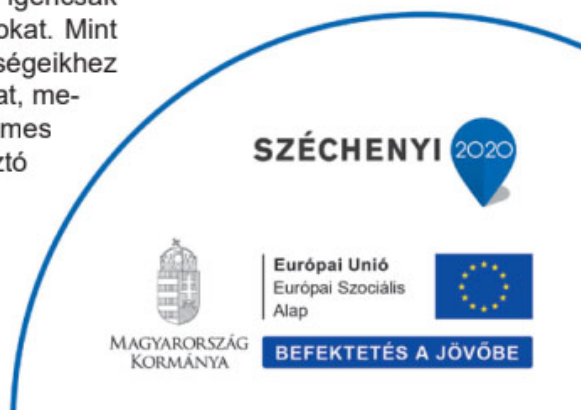 okat. Mint
ségeikhez
at, me-
mes
ztó
SZÉCHENYI 2020
Európai Unió
Európai Szociális
Alap
MAGYARORSZÁG
KORMÁNYA
BEFEKTETÉS A JÖVŐBE